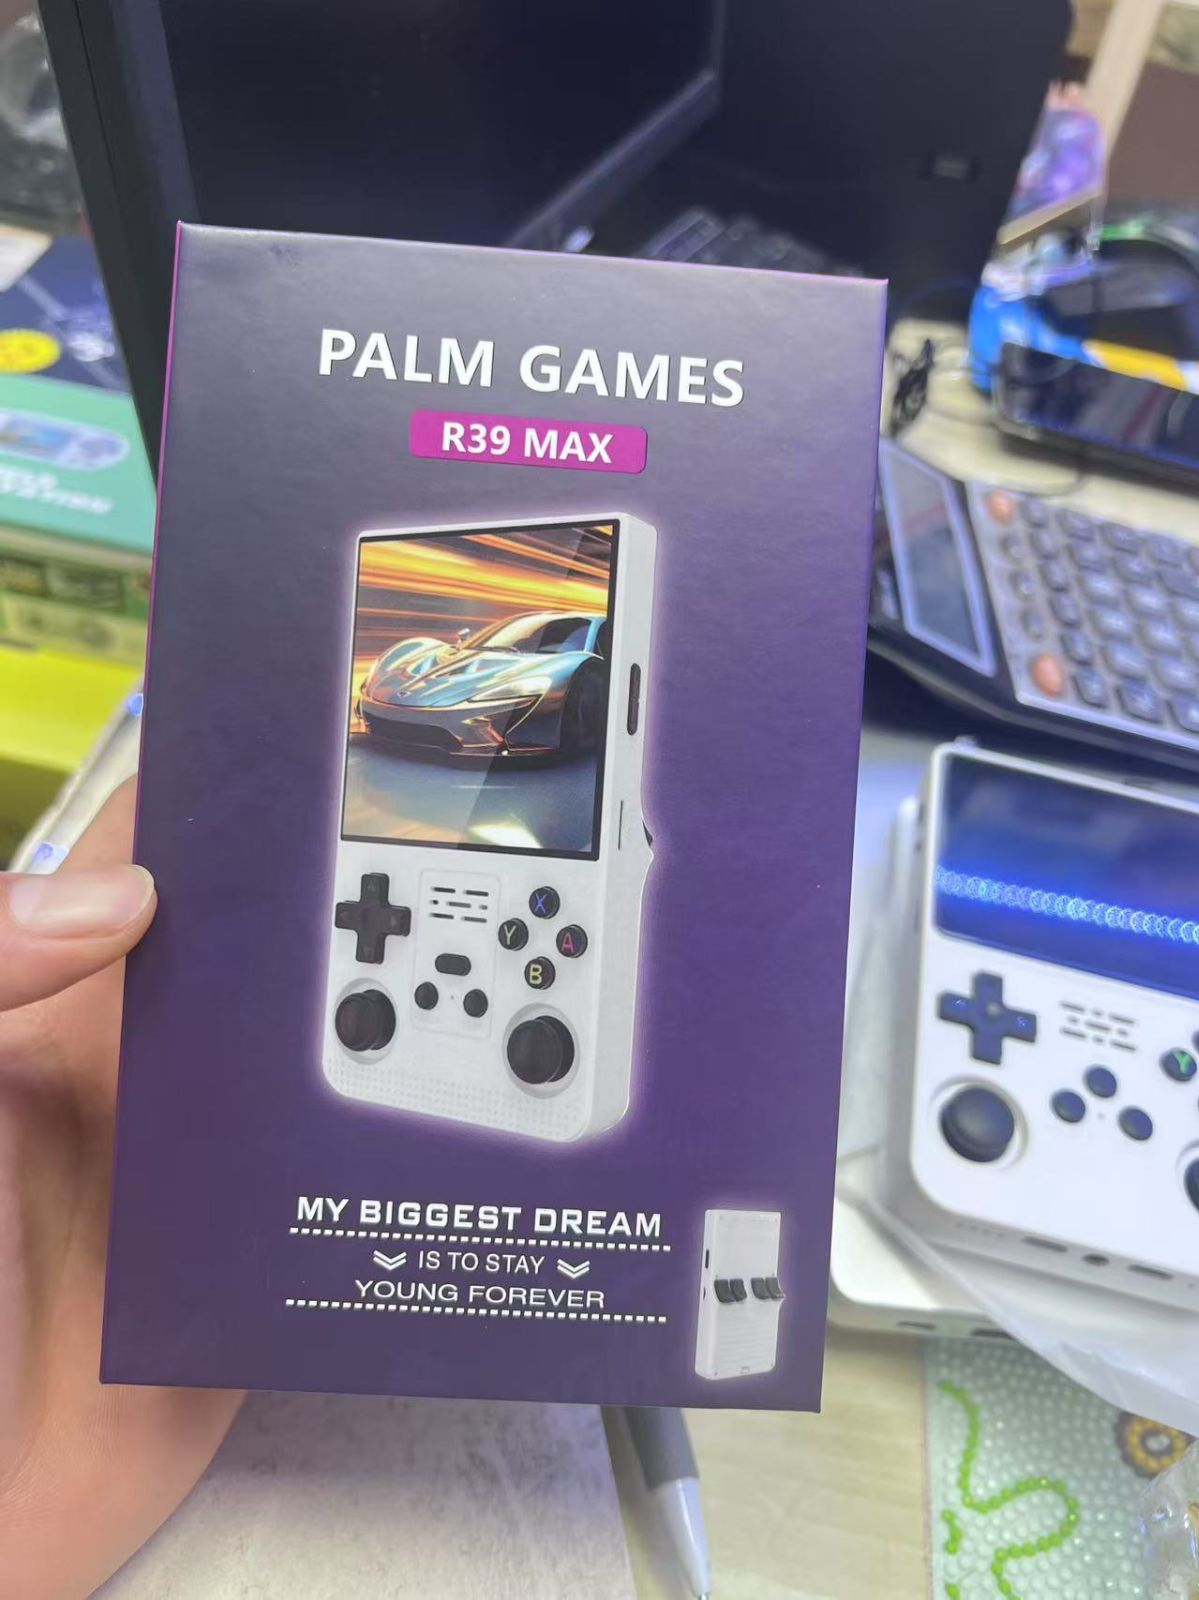 PALM GAMES
R39 MAX
X
Y
A
B
MY BIGGEST DREAM
IS TO STAY
YOUNG FOREVER
Y